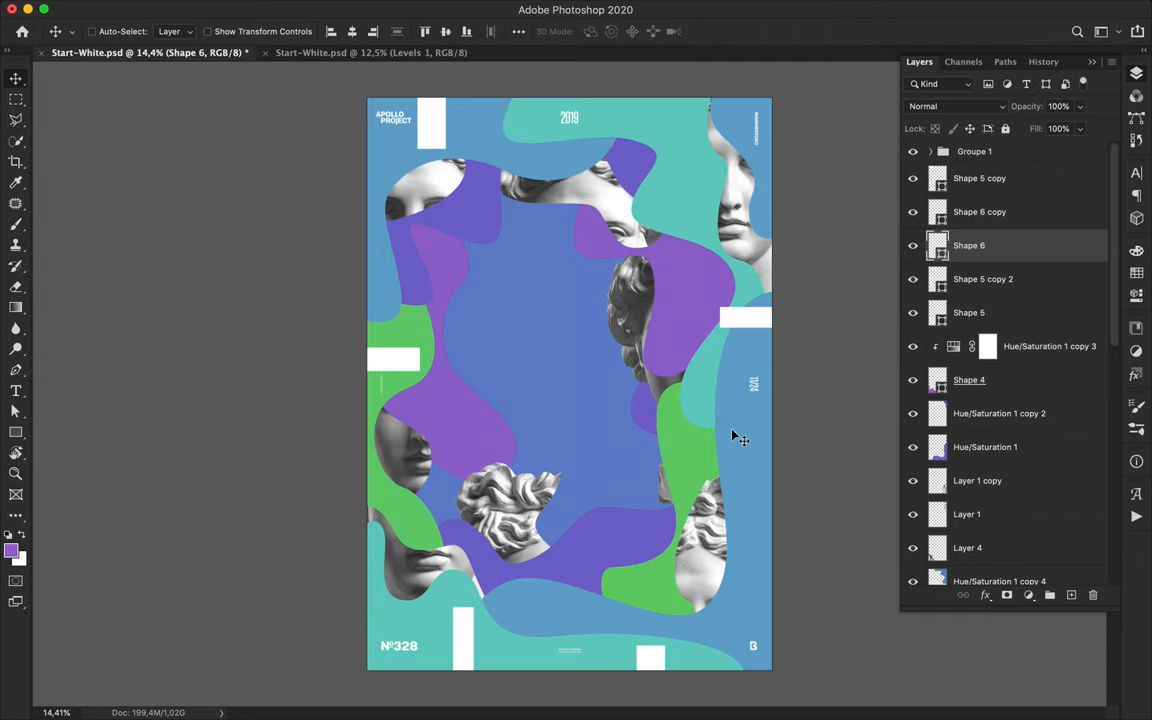 Adobe Photoshop 2020
Auto-Select: Layer Show Transform Controls 3D Mode:
Start-White.psd @ 14,4% (Shape 6, RGB/8) *
Start-White.psd @ 12,5% (Levels 1, RGB/8)
Layers Channels Paths History
Kind
Normal Opacity: 100%
Lock: Fill: 100%
Groupe 1
Shape 5 copy
Shape 6 copy
Shape 6
Shape 5 copy 2
Shape 5
Hue/Saturation 1 copy 3
Shape 4
Hue/Saturation 1 copy 2
Hue/Saturation 1
Layer 1 copy
Layer 1
Layer 4
Hue/Saturation 1 copy 4
APOLLO
PROJECT
2019
11/24
Nº328
B
14,41% Doc: 199,4M/1,02G